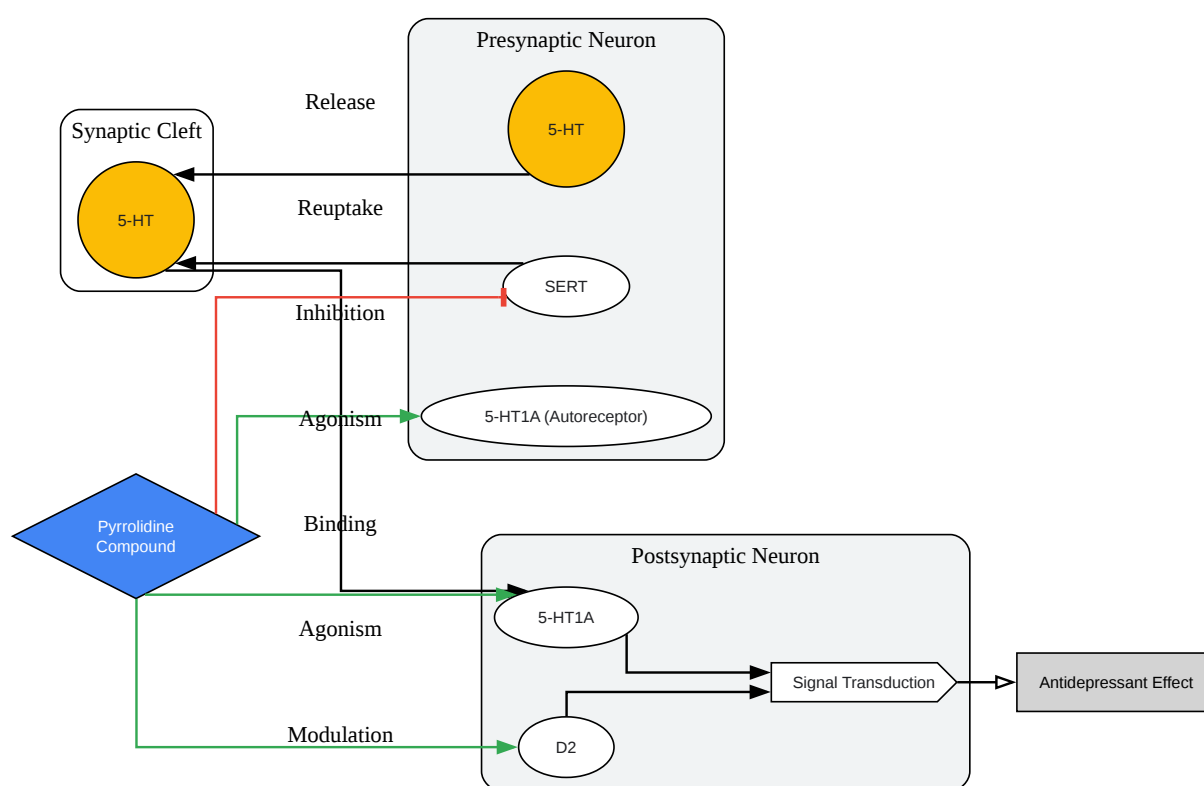 Presynaptic Neuron
Release
5-HT
Synaptic Cleft
5-HT
Reuptake
SERT
Inhibition
Agonism
5-HT1A (Autoreceptor)
Pyrrolidine
Compound
Binding
Postsynaptic Neuron
5-HT1A
Agonism
Signal Transduction
Antidepressant Effect
Modulation
D2